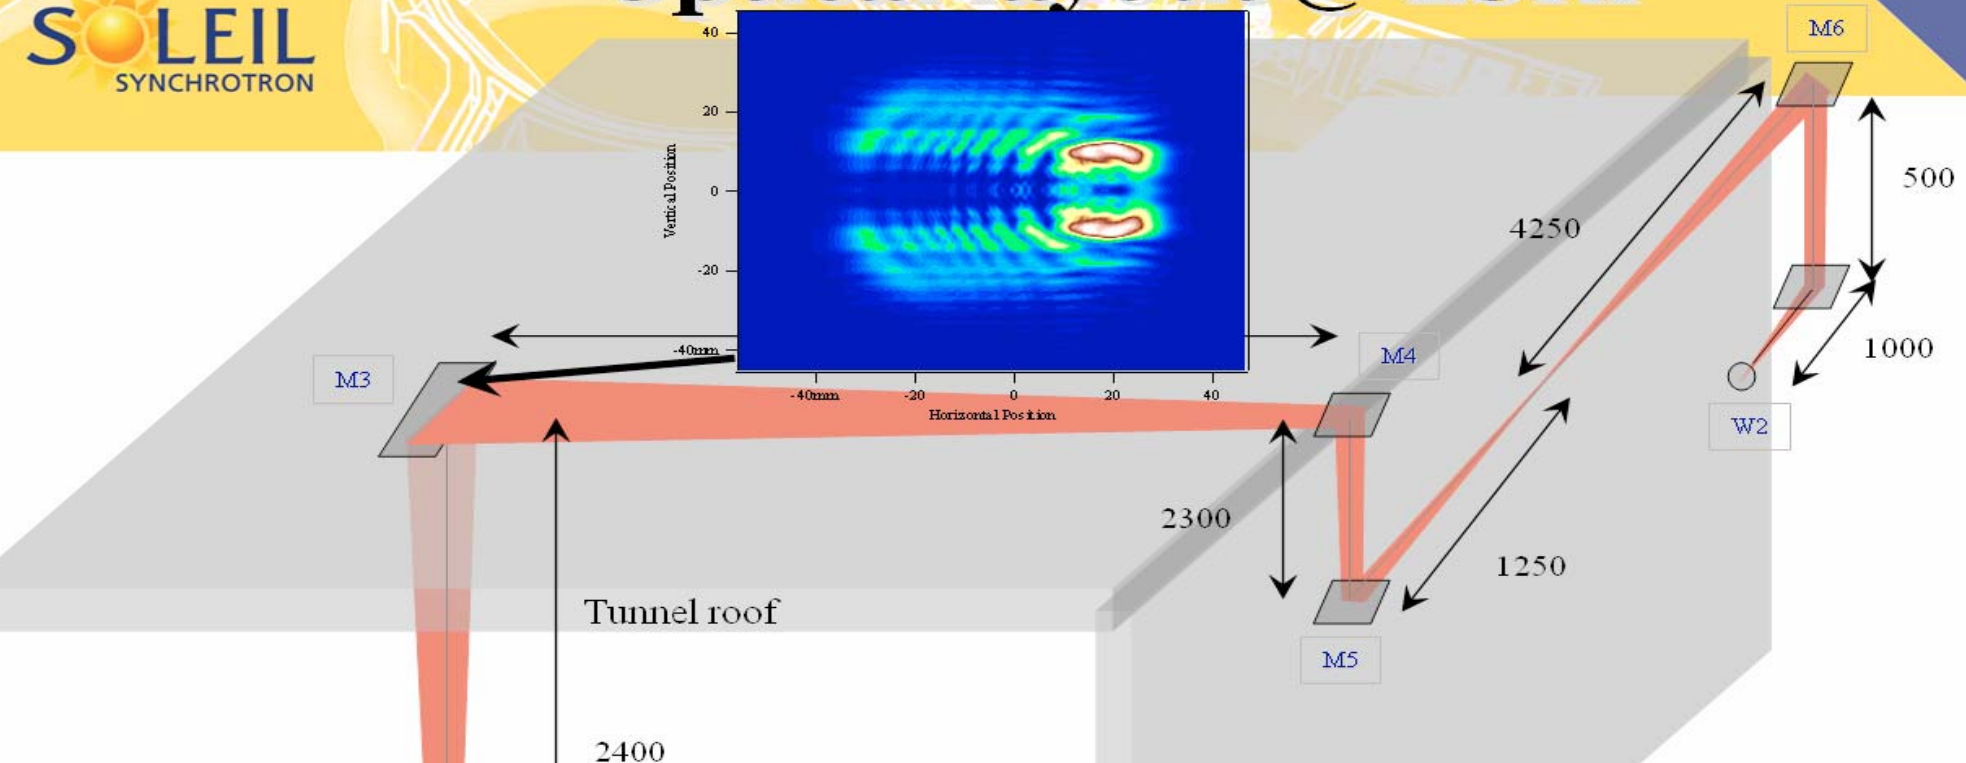 SOLEIL
SYNCHROTRON
M6
40
20
0
-20
-40mm
Vertical Position
-40mm
-20
0
20
40
Horizontal Position
500
4250
1000
W2
M3
M4
2300
1250
Tunnel roof
M5
2400